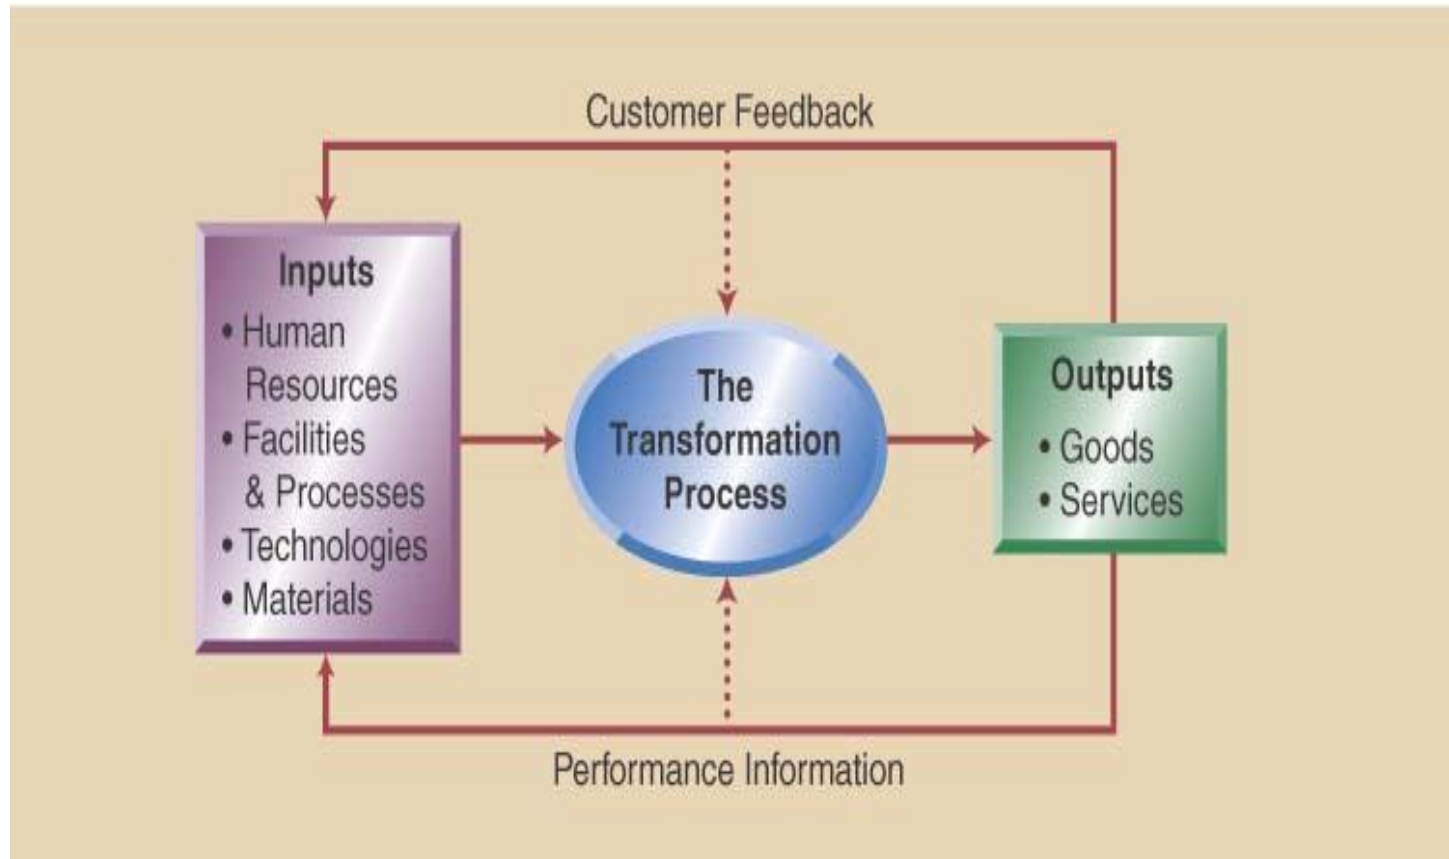 Customer Feedback
Inputs
• Human
Resources
• Facilities
& Processes
• Technologies
• Materials
The
Transformation
Process
Outputs
• Goods
• Services
Performance Information